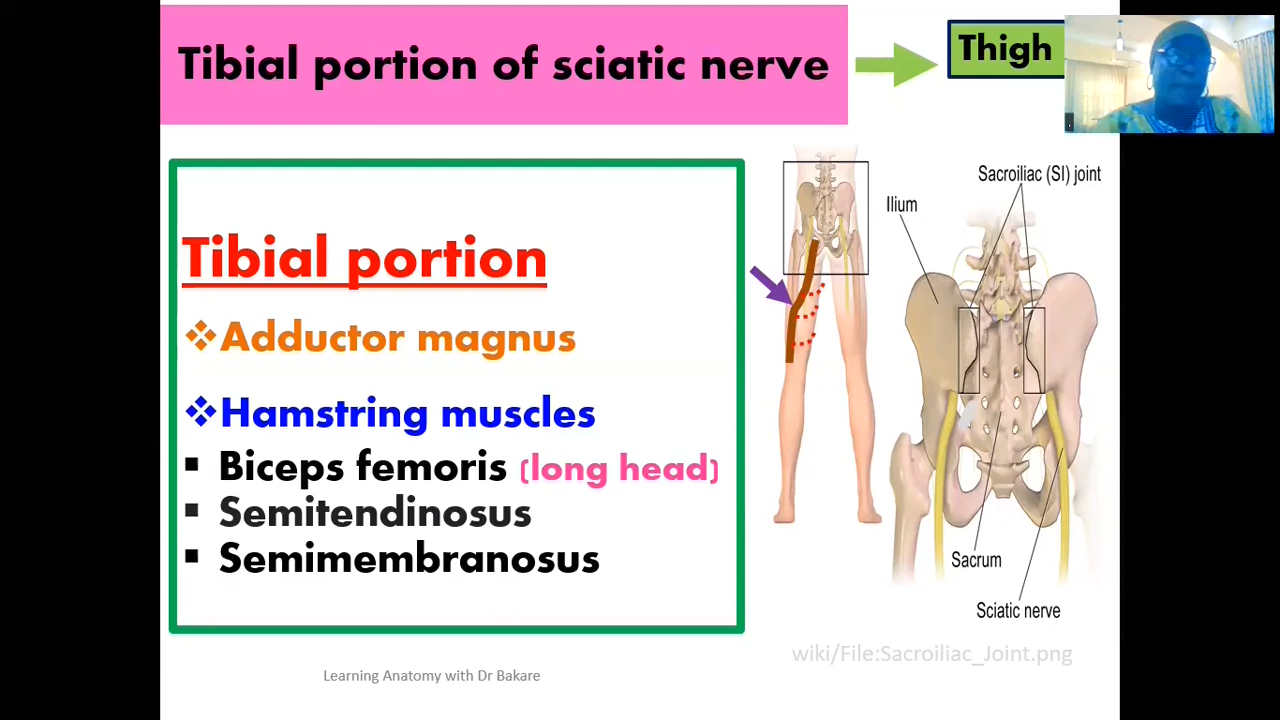 Tibial portion of sciatic nerve
Thigh
Tibial portion
Adductor magnus
Hamstring muscles
Biceps femoris (long head)
Semitendinosus
Semimembranosus
Sacroiliac (SI) joint
Ilium
Sacrum
Sciatic nerve
wiki/File:Sacroiliac_Joint.png
Learning Anatomy with Dr Bakare